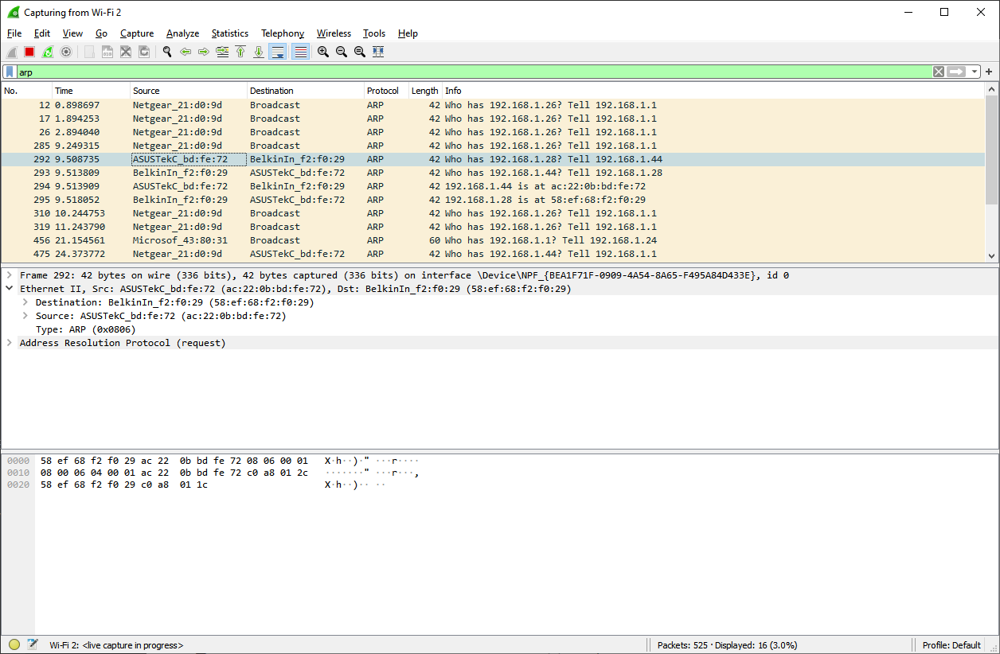 Capturing from Wi-Fi 2
File Edit View Go Capture Analyze Statistics Telephony Wireless Tools Help
arp
No. Time Source Destination Protocol Length Info
12 0.898697 Netgear_21:d0:9d Broadcast ARP 42 Who has 192.168.1.26? Tell 192.168.1.1
17 1.894253 Netgear_21:d0:9d Broadcast ARP 42 Who has 192.168.1.26? Tell 192.168.1.1
26 2.894040 Netgear_21:d0:9d Broadcast ARP 42 Who has 192.168.1.26? Tell 192.168.1.1
285 9.249315 Netgear_21:d0:9d Broadcast ARP 42 Who has 192.168.1.26? Tell 192.168.1.1
292 9.508735 ASUSTekC_bd:fe:72 BelkinIn_f2:f0:29 ARP 42 Who has 192.168.1.28? Tell 192.168.1.44
293 9.513809 BelkinIn_f2:f0:29 ASUSTekC_bd:fe:72 ARP 42 Who has 192.168.1.44? Tell 192.168.1.28
294 9.513909 ASUSTekC_bd:fe:72 BelkinIn_f2:f0:29 ARP 42 192.168.1.44 is at ac:22:0b:bd:fe:72
295 9.518052 BelkinIn_f2:f0:29 ASUSTekC_bd:fe:72 ARP 42 192.168.1.28 is at 58:ef:68:f2:f0:29
310 10.244753 Netgear_21:d0:9d Broadcast ARP 42 Who has 192.168.1.26? Tell 192.168.1.1
319 11.243790 Netgear_21:d0:9d Broadcast ARP 42 Who has 192.168.1.26? Tell 192.168.1.1
456 21.154561 Microsof_43:80:31 Broadcast ARP 60 Who has 192.168.1.1? Tell 192.168.1.24
475 24.373772 Netgear_21:d0:9d ASUSTekC_bd:fe:72 ARP 42 Who has 192.168.1.44? Tell 192.168.1.1
Frame 292: 42 bytes on wire (336 bits), 42 bytes captured (336 bits) on interface \Device\NPF_{BEA1F71F-0909-4A54-8A65-F495A84D433E}, id 0
Ethernet II, Src: ASUSTekC_bd:fe:72 (ac:22:0b:bd:fe:72), Dst: BelkinIn_f2:f0:29 (58:ef:68:f2:f0:29)
Destination: BelkinIn_f2:f0:29 (58:ef:68:f2:f0:29)
Source: ASUSTekC_bd:fe:72 (ac:22:0b:bd:fe:72)
Type: ARP (0x0806)
Address Resolution Protocol (request)
0000 58 ef 68 f2 f0 29 ac 22 0b bd fe 72 08 06 00 01 X·h··)·" ···r····
0010 08 00 06 04 00 01 ac 22 0b bd fe 72 c0 a8 01 2c ·······" ···r···,
0020 58 ef 68 f2 f0 29 c0 a8 01 1c X·h··)·· ··
Wi-Fi 2: <live capture in progress> Packets: 525 · Displayed: 16 (3.0%) Profile: Default